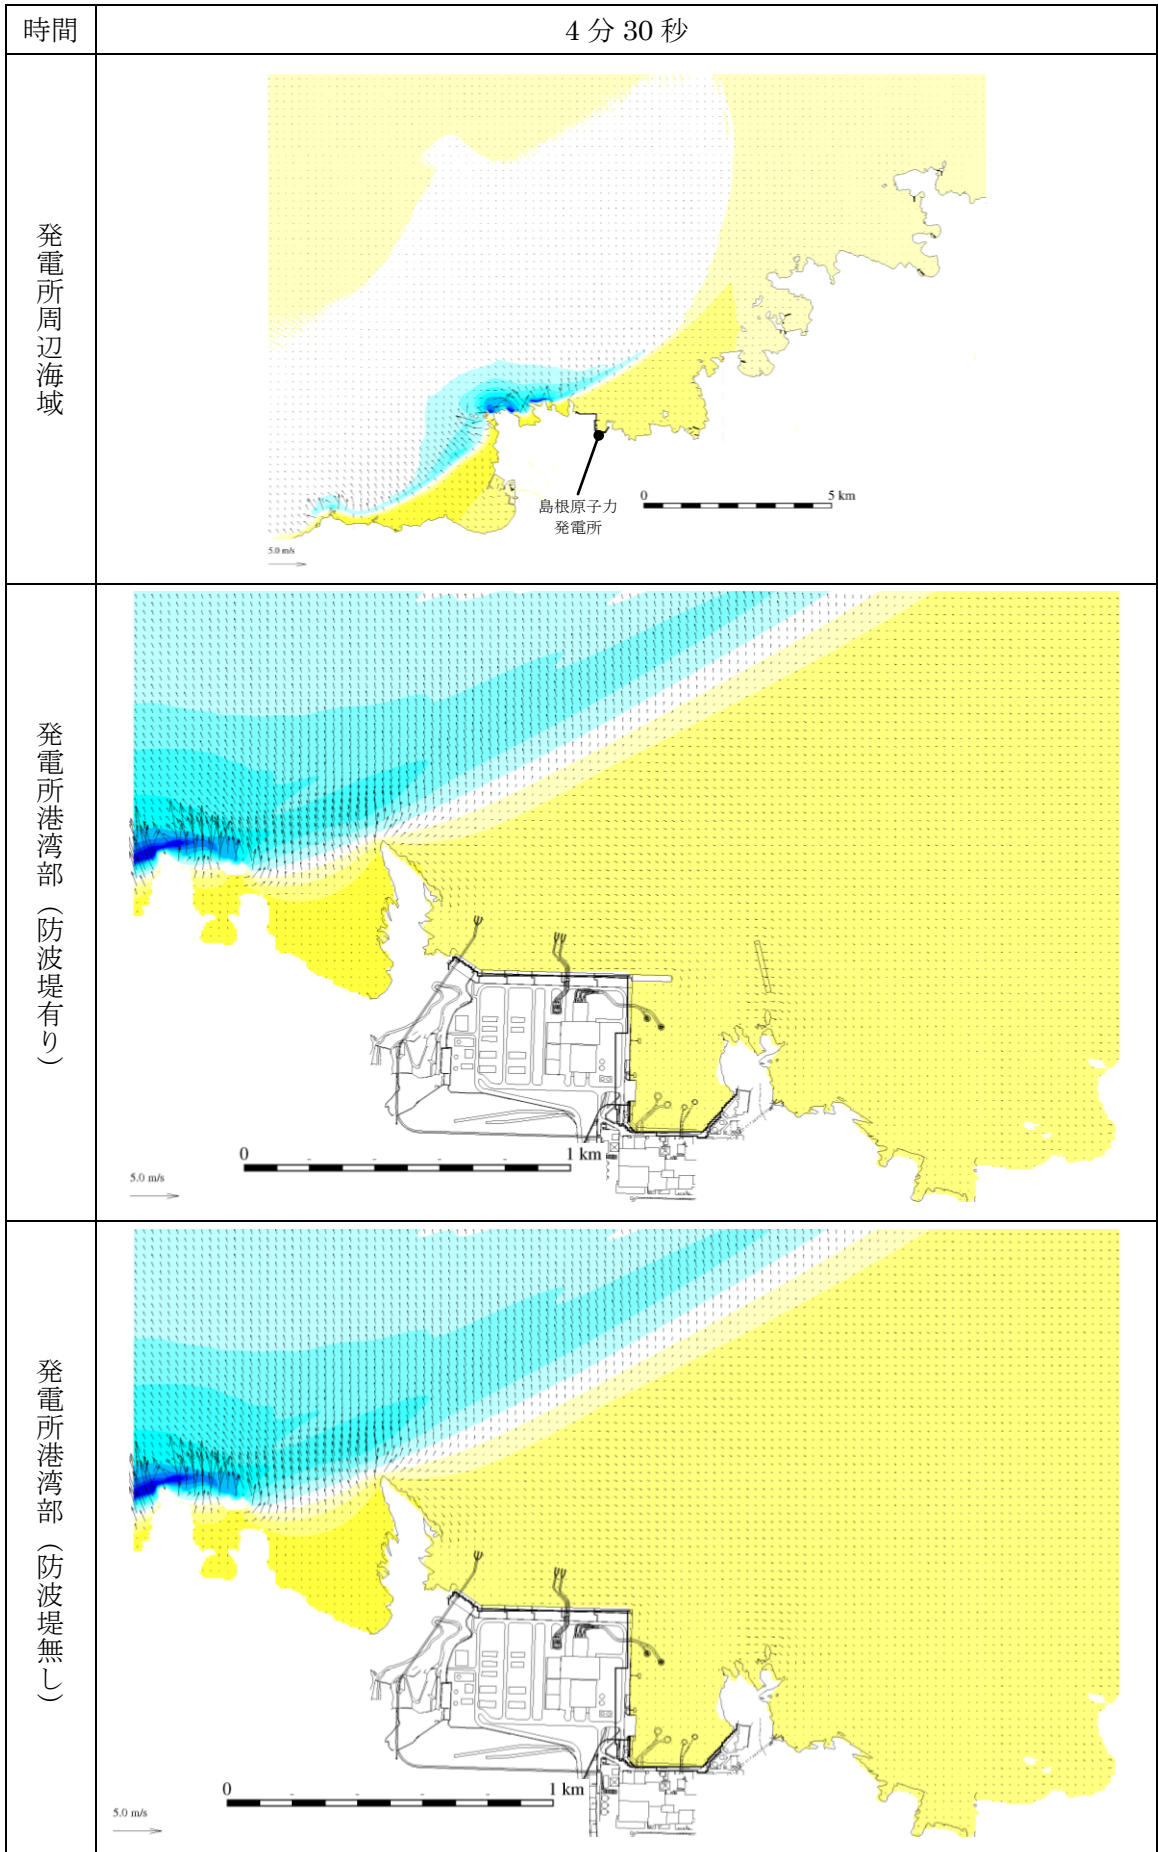 時間
4分30秒
発電所周辺海域
島根原子力
発電所
0 5 km
5.0 m/s
発電所港湾部（防波堤有り）
0 1 km
5.0 m/s
発電所港湾部（防波堤無し）
0 1 km
5.0 m/s